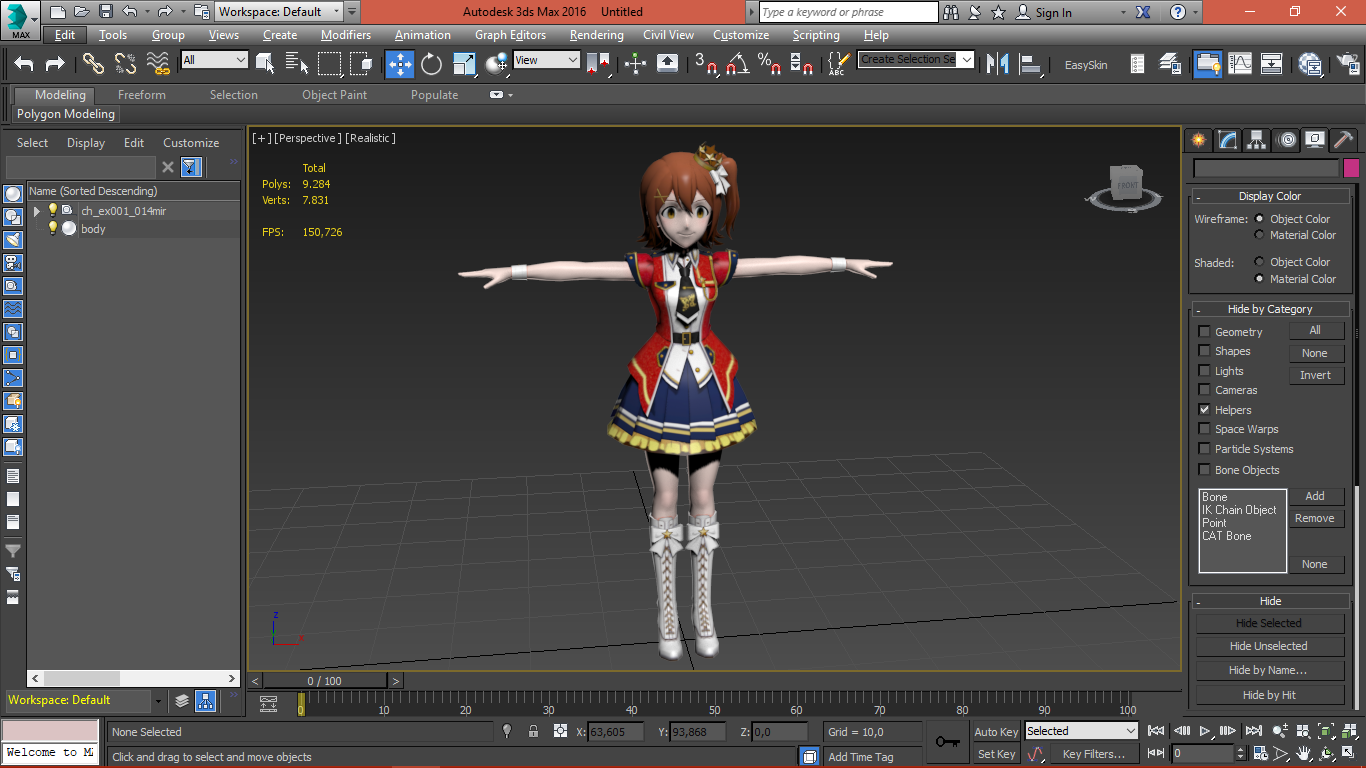 Workspace: Default
Autodesk 3ds Max 2016 Untitled
Type a keyword or phrase
Sign In
MAX
Edit Tools Group Views Create Modifiers Animation Graph Editors Rendering Civil View Customize Scripting Help
All
View
3
ABC
Create Selection Se
EasySkin
Modeling Freeform Selection Object Paint Populate
Polygon Modeling
Select Display Edit Customize
Name (Sorted Descending)
ch_ex001_014mir
body
[+] [Perspective] [Realistic]
Total
Polys: 9.284
Verts: 7.831
FPS: 150,726
FRONT
z
x
Display Color
Wireframe: Object Color
Material Color
Shaded: Object Color
Material Color
Hide by Category
Geometry All
Shapes None
Lights Invert
Cameras
Helpers
Space Warps
Particle Systems
Bone Objects
Bone
IK Chain Object
Point
CAT Bone
Add
Remove
None
Hide
Hide Selected
Hide Unselected
Hide by Name...
Hide by Hit
0 / 100
Workspace: Default
0 10 20 30 40 50 60 70 80 90 100
None Selected
X: 63,605 Y: 93,868 Z: 0,0
Grid = 10,0
Auto Key
Selected
Welcome to MA
Click and drag to select and move objects
Add Time Tag
Set Key
Key Filters...
0